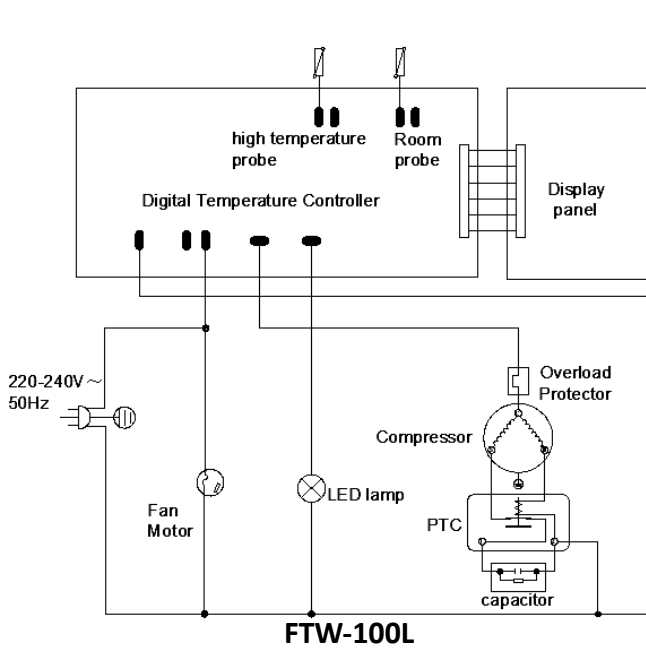 high temperature
probe
Room
probe
Digital Temperature Controller
Display
panel
220-240V～
50Hz
Overload
Protector
Compressor
Fan
Motor
LED lamp
PTC
capacitor
FTW-100L